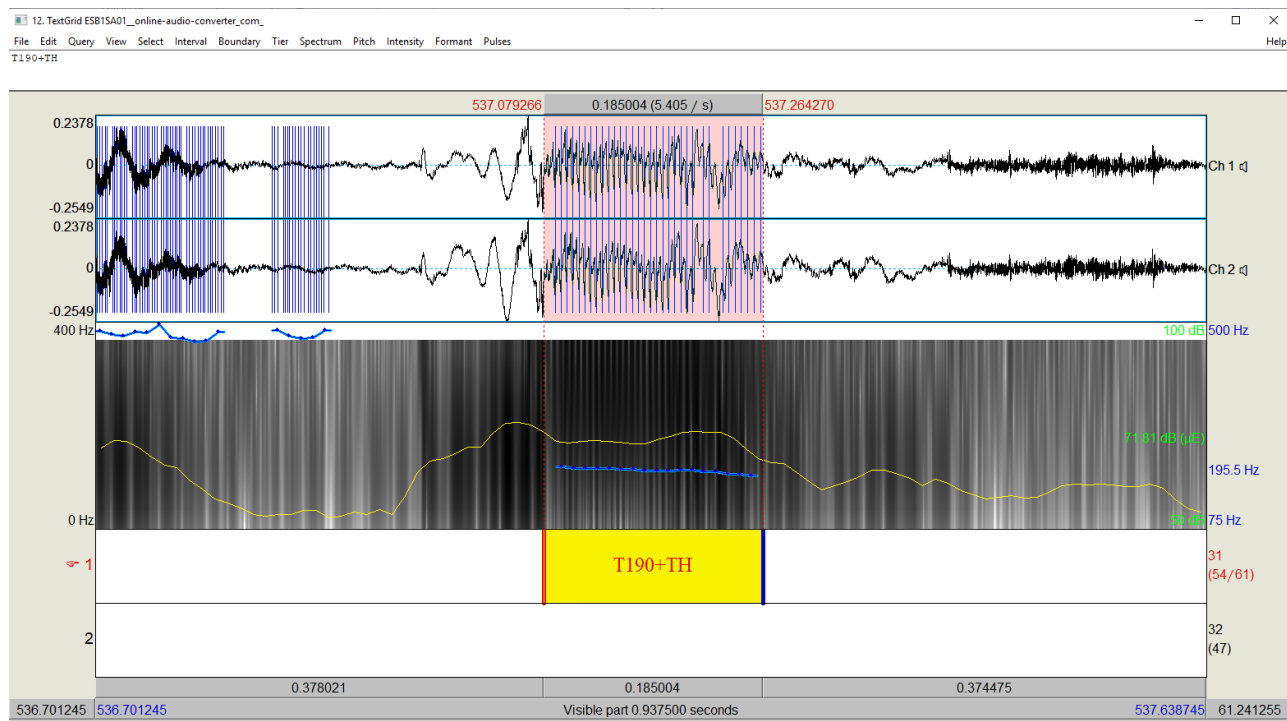 12. TextGrid ESB1SA01__online-audio-converter_com_
File Edit Query View Select Interval Boundary Tier Spectrum Pitch Intensity Formant Pulses Help
T190+TH
537.079266 0.185004 (5.405 / s) 537.264270
0.2378
0 Ch 1
-0.2549
0.2378
0 Ch 2
-0.2549
400 Hz 100 dB 500 Hz
71.81 dB (µE)
195.5 Hz
0 Hz 50 dB 75 Hz
1 T190+TH 31
(54/61)
2 32
(47)
0.378021 0.185004 0.374475
536.701245 536.701245 Visible part 0.937500 seconds 537.638745 61.241255